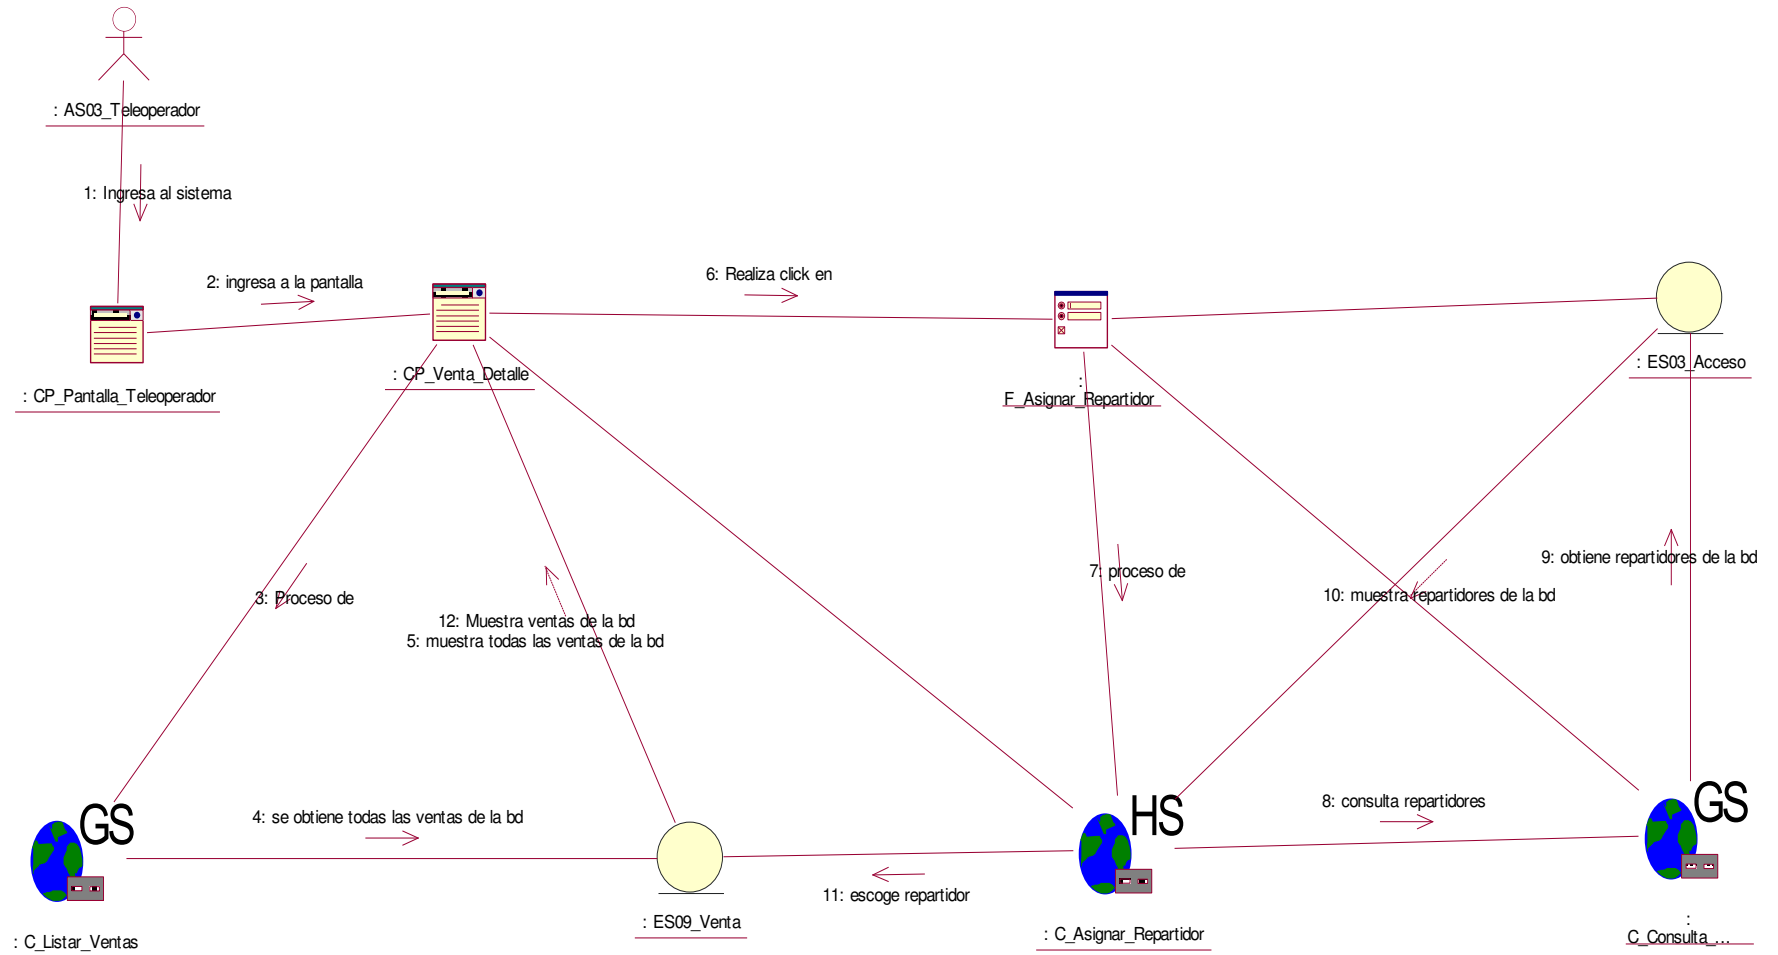 : AS03_Teleoperador
1: Ingresa al sistema
2: ingresa a la pantalla
6: Realiza click en
: CP_Pantalla_Teleoperador
: CP_Venta_Detalle
:
F_Asignar_Repartidor
: ES03_Acceso
3: Proceso de
12: Muestra ventas de la bd
5: muestra todas las ventas de la bd
7: proceso de
9: obtiene repartidores de la bd
10: muestra repartidores de la bd
GS
4: se obtiene todas las ventas de la bd
HS
8: consulta repartidores
GS
11: escoge repartidor
: C_Listar_Ventas
: ES09_Venta
: C_Asignar_Repartidor
:
C_Consulta_...